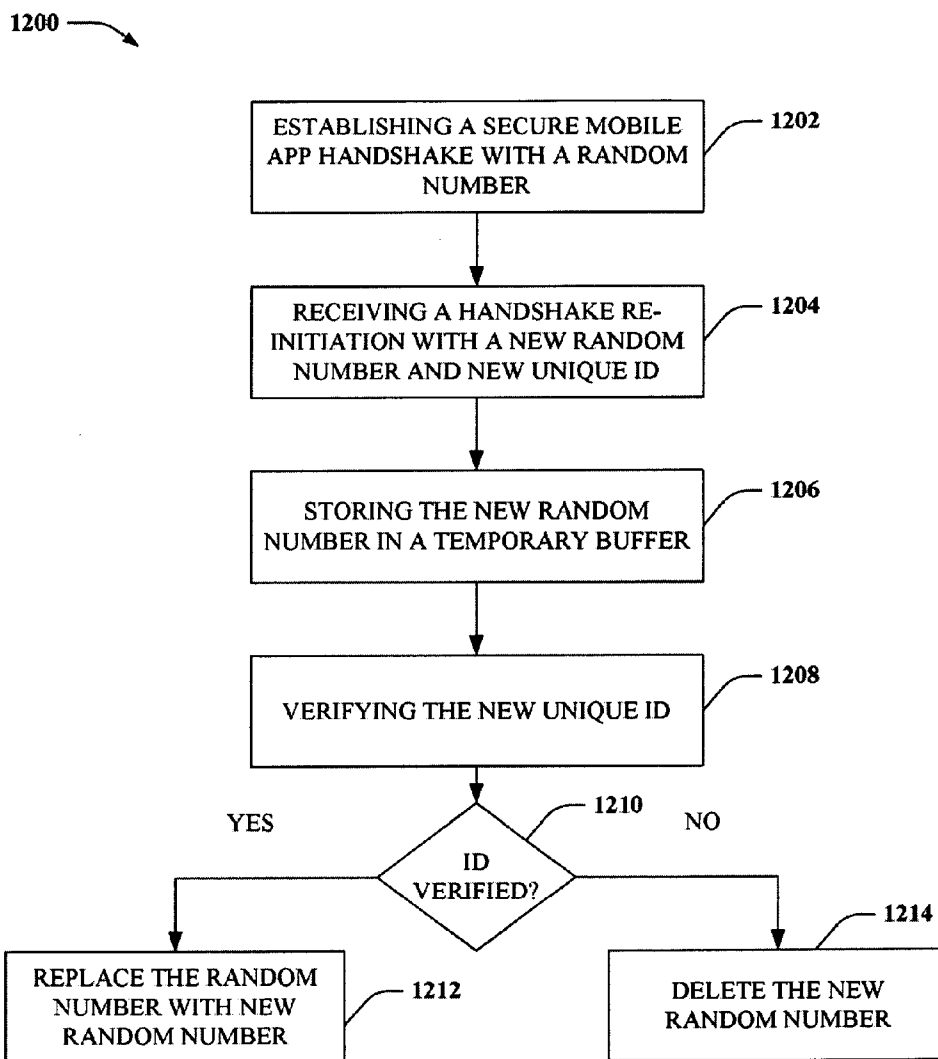 1200
ESTABLISHING A SECURE MOBILE
APP HANDSHAKE WITH A RANDOM
NUMBER
1202
RECEIVING A HANDSHAKE RE-
INITIATION WITH A NEW RANDOM
NUMBER AND NEW UNIQUE ID
1204
STORING THE NEW RANDOM
NUMBER IN A TEMPORARY BUFFER
1206
VERIFYING THE NEW UNIQUE ID
1208
1210
YES
NO
ID
VERIFIED?
REPLACE THE RANDOM
NUMBER WITH NEW
RANDOM NUMBER
1212
1214
DELETE THE NEW
RANDOM NUMBER